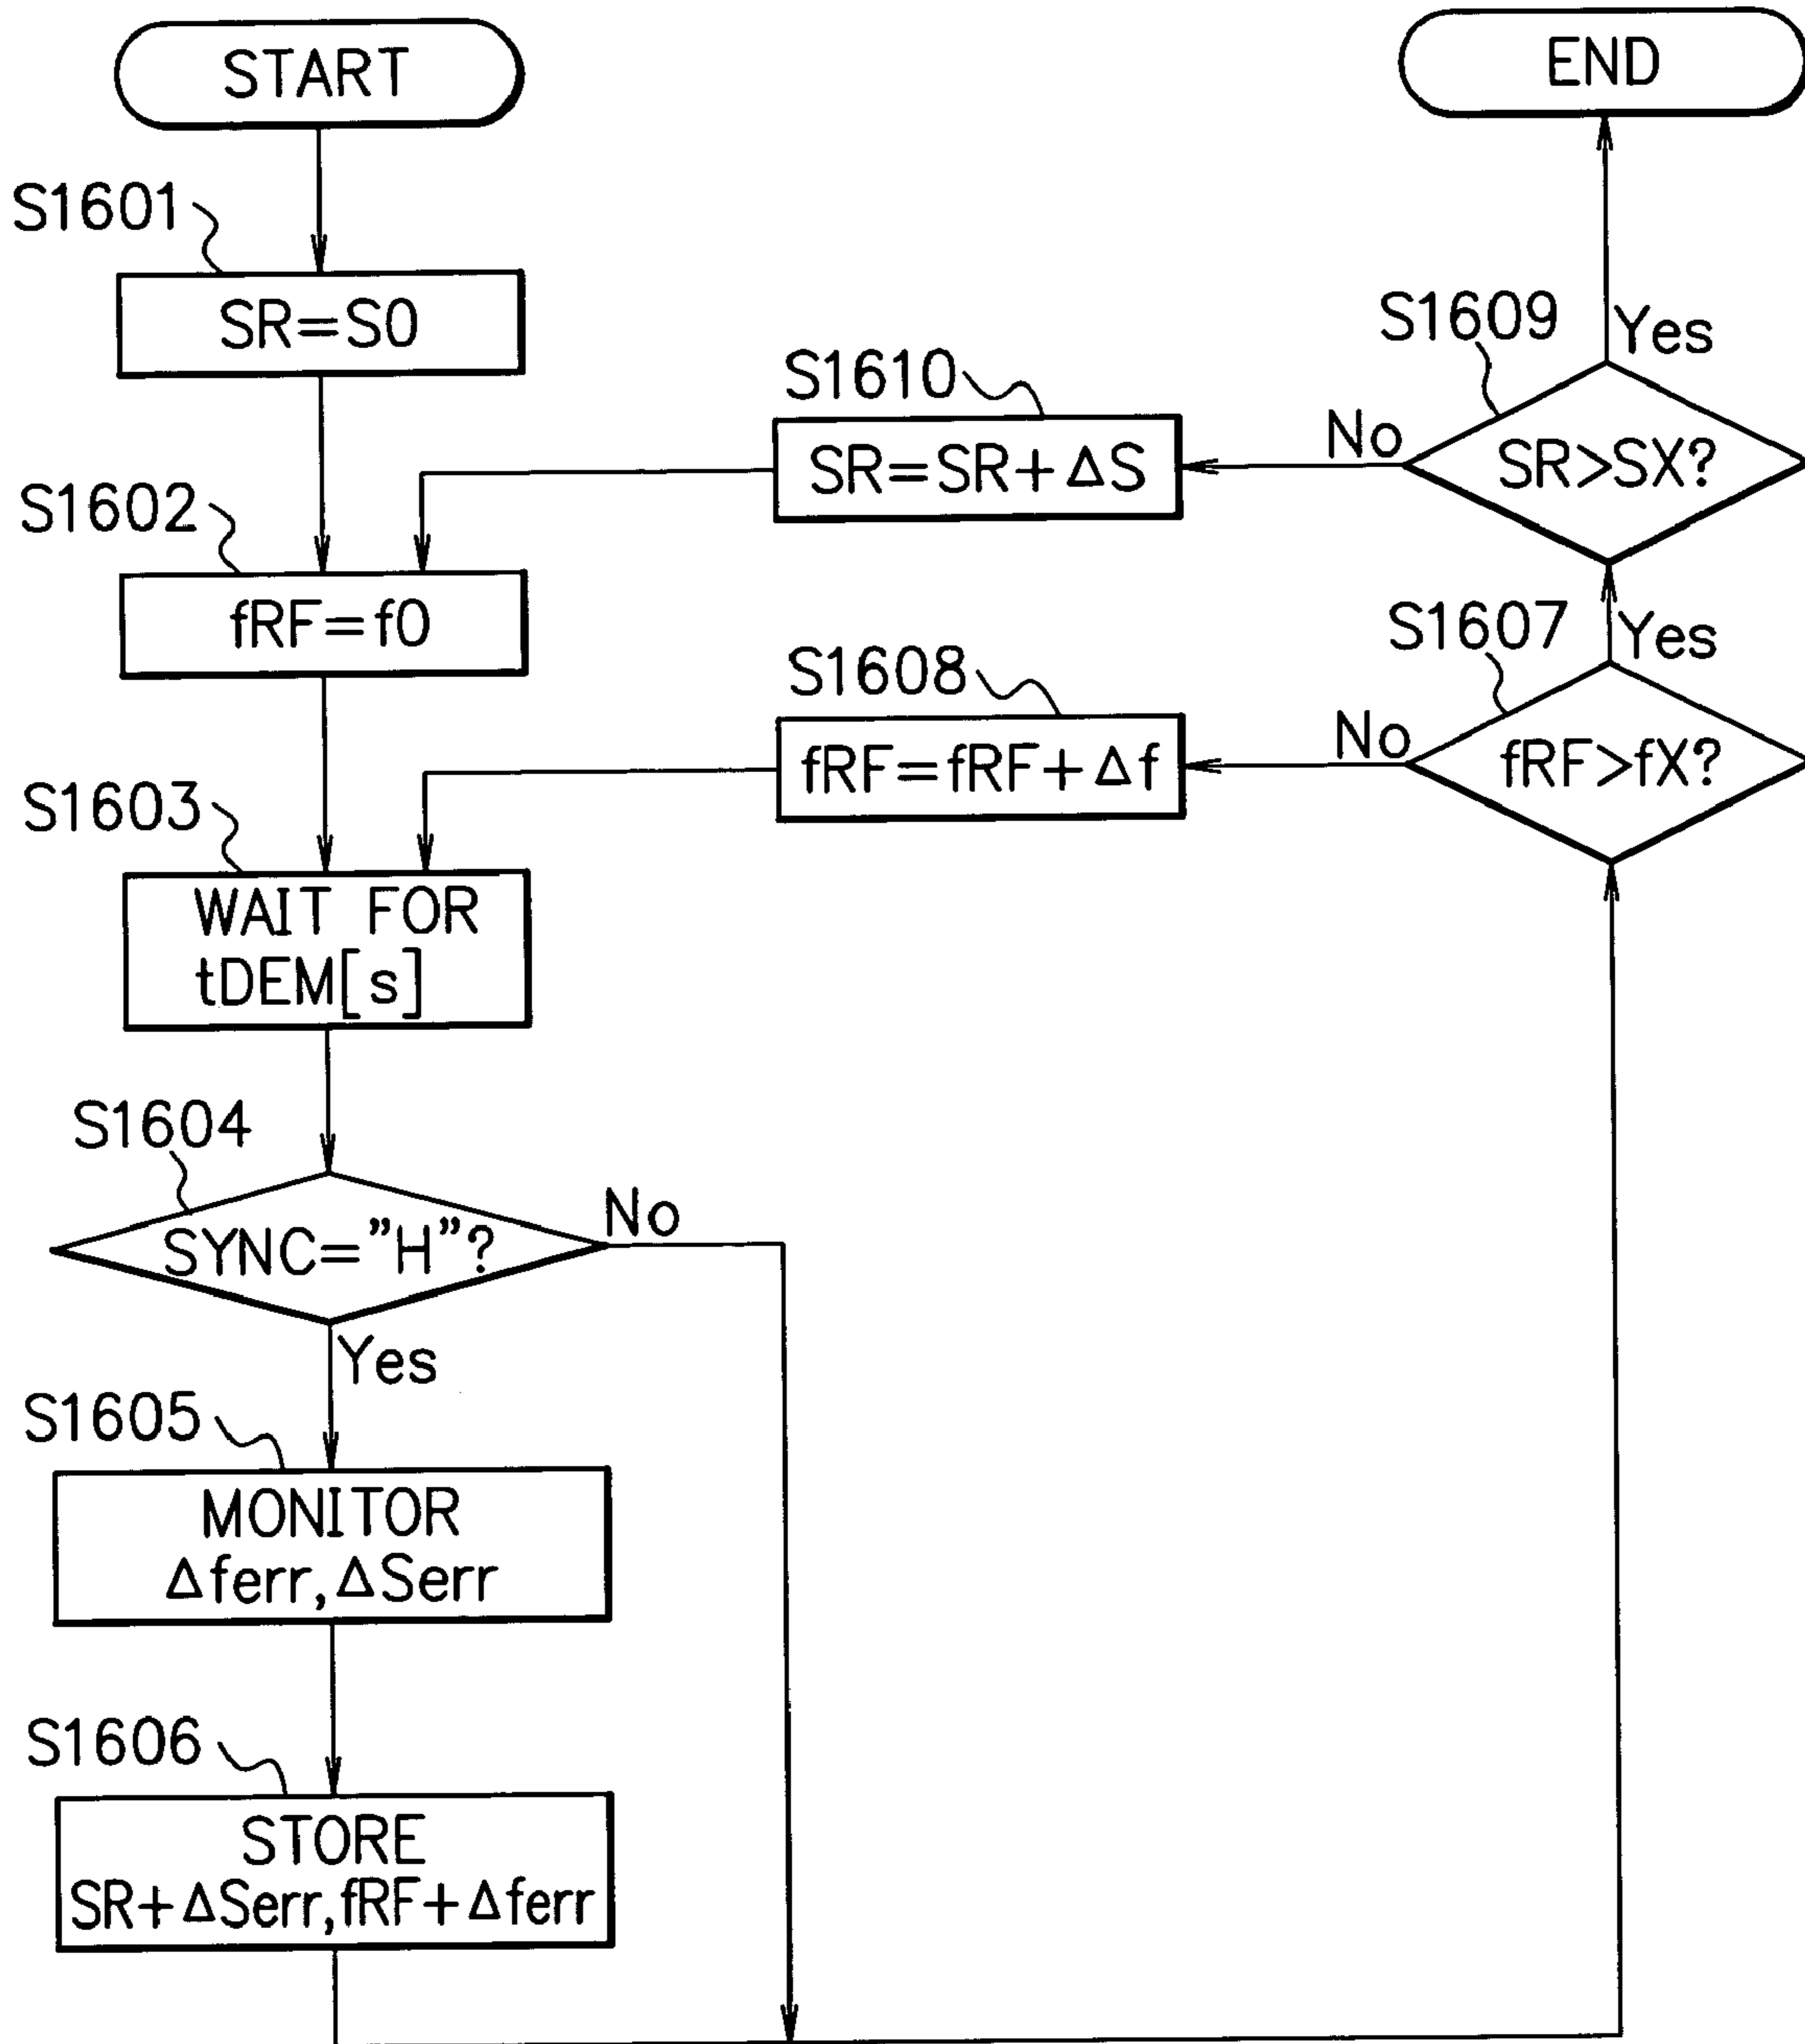 START
END
S1601
SR=S0
S1609
Yes
S1610
No
SR=SR+ΔS
SR>SX?
S1602
fRF=f0
S1607
Yes
S1608
No
fRF=fRF+Δf
fRF>fX?
S1603
WAIT FOR
tDEM[s]
S1604
No
SYNC=”H”?
Yes
S1605
MONITOR
Δferr,ΔSerr
S1606
STORE
SR+ΔSerr,fRF+Δferr